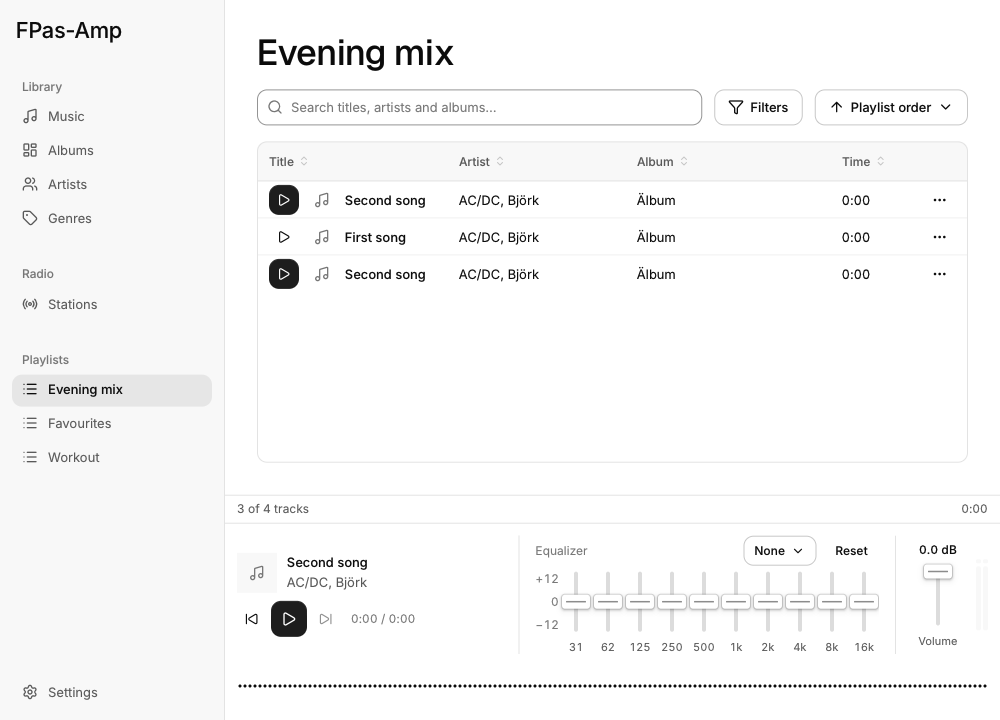 FPas-Amp
Library
Music
Albums
Artists
Genres
Radio
Stations
Playlists
Evening mix
Favourites
Workout
Settings
Evening mix
Search titles, artists and albums...
Filters
Playlist order
Title Artist Album Time
Second song AC/DC, Björk Älbum 0:00
First song AC/DC, Björk Älbum 0:00
Second song AC/DC, Björk Älbum 0:00
3 of 4 tracks 0:00
Second song
AC/DC, Björk
0:00 / 0:00
Equalizer None Reset
+12
0
−12
31 62 125 250 500 1k 2k 4k 8k 16k
0.0 dB
Volume